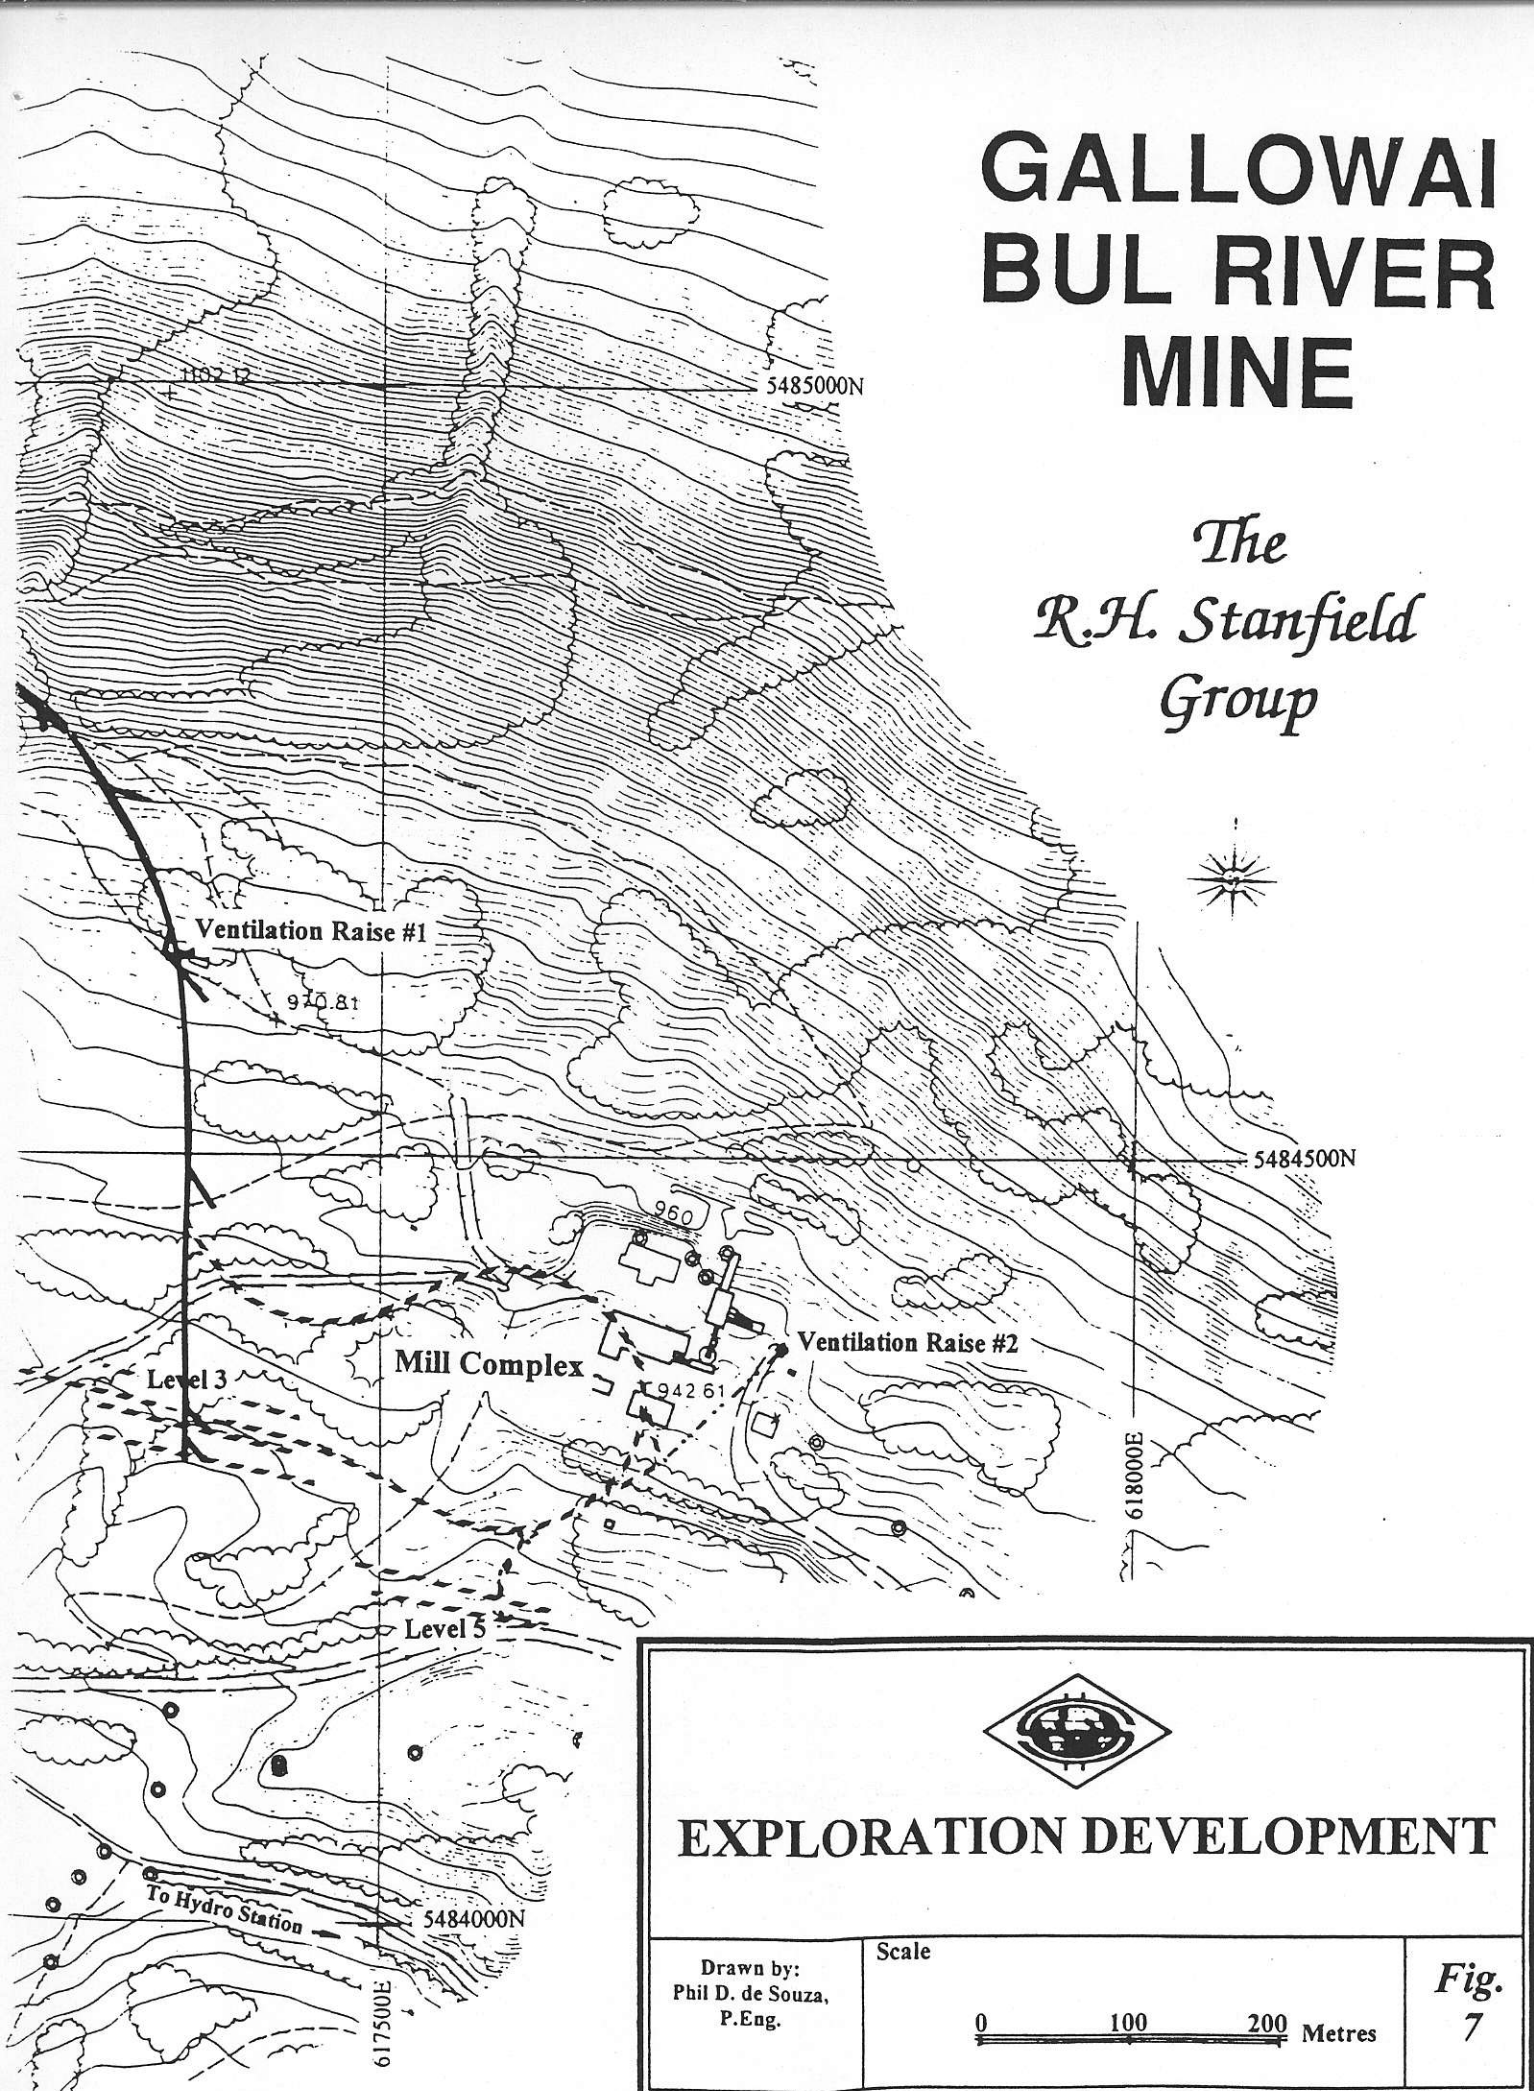 GALLOWAI
BUL RIVER
MINE
The
R.H. Stanfield
Group
1102.12
5485000N
Ventilation Raise #1
970.81
5484500N
960
Ventilation Raise #2
Mill Complex
942 61
Level 3
618000E
Level 5
To Hydro Station
5484000N
617500E
EXPLORATION DEVELOPMENT
Drawn by:
Phil D. de Souza,
P.Eng.
Scale
0 100 200 Metres
Fig.
7